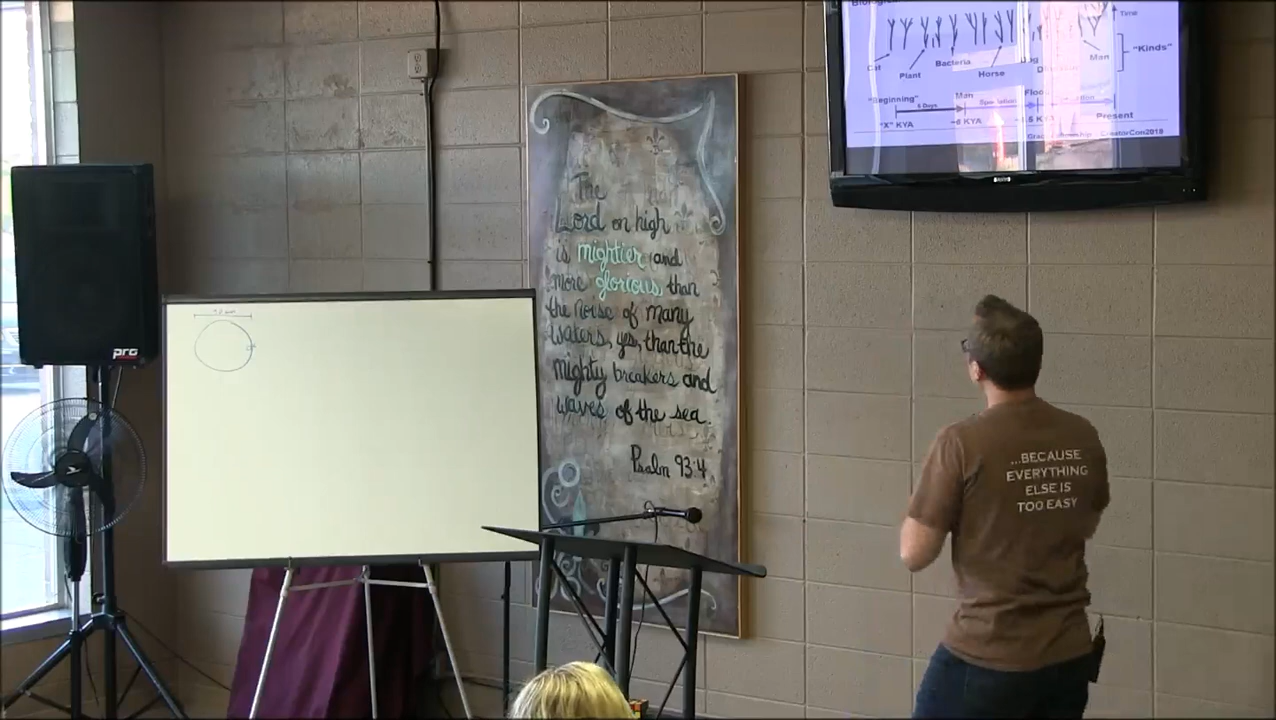 Cat
Plant
Bacteria
Horse
Man
Time
"Kinds"
"Beginning"
6 Days
Man
Flood
"X" KYA
~6 KYA
Present
CreatorCon2018
The
Lord on high
is mightier and
more glorious than
the noise of many
waters, yes, than the
mighty breakers and
waves of the sea.
Psalm 93:4
...BECAUSE
EVERYTHING
ELSE IS
TOO EASY
pro
SANYO